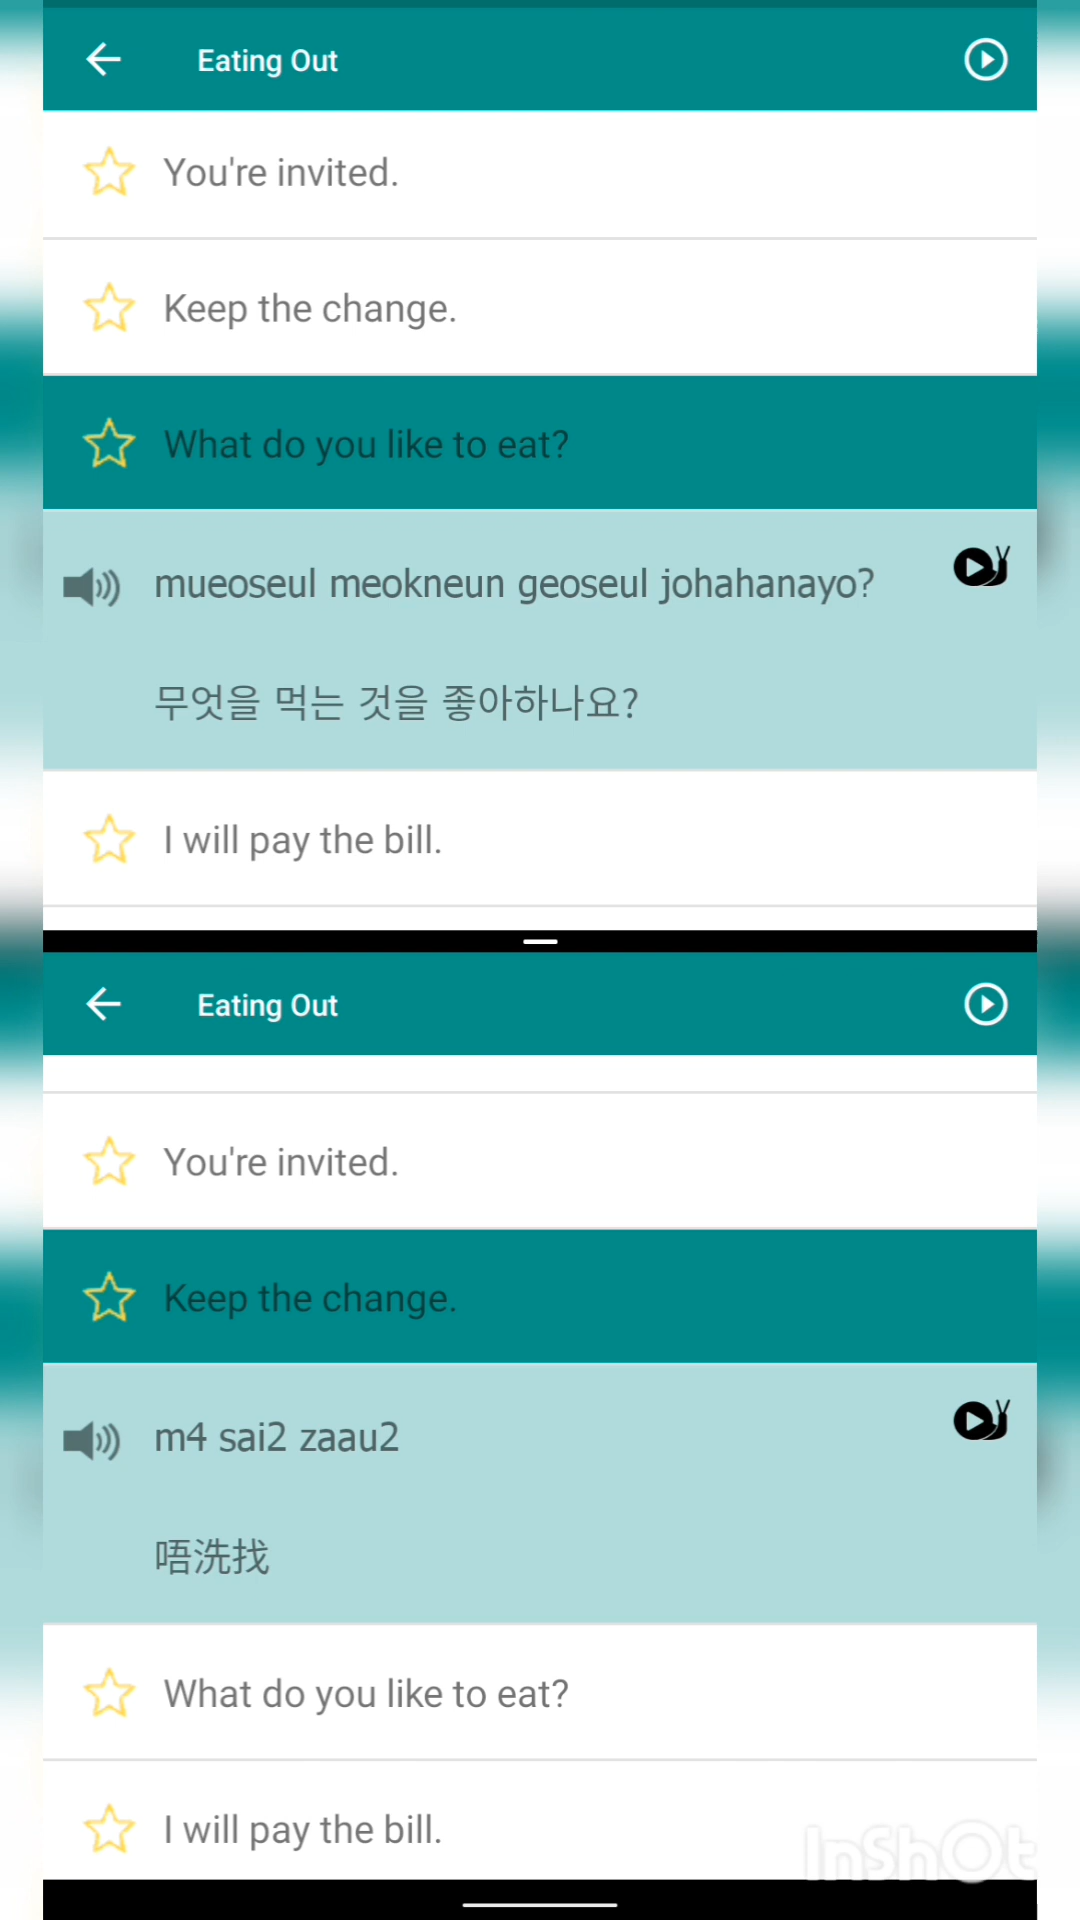 Eating Out
You're invited.
Keep the change.
What do you like to eat?
mueoseul meokneun geoseul johahanayo?
무엇을 먹는 것을 좋아하나요?
I will pay the bill.
Eating Out
You're invited.
Keep the change.
m4 sai2 zaau2
唔洗找
What do you like to eat?
I will pay the bill.
InShOt